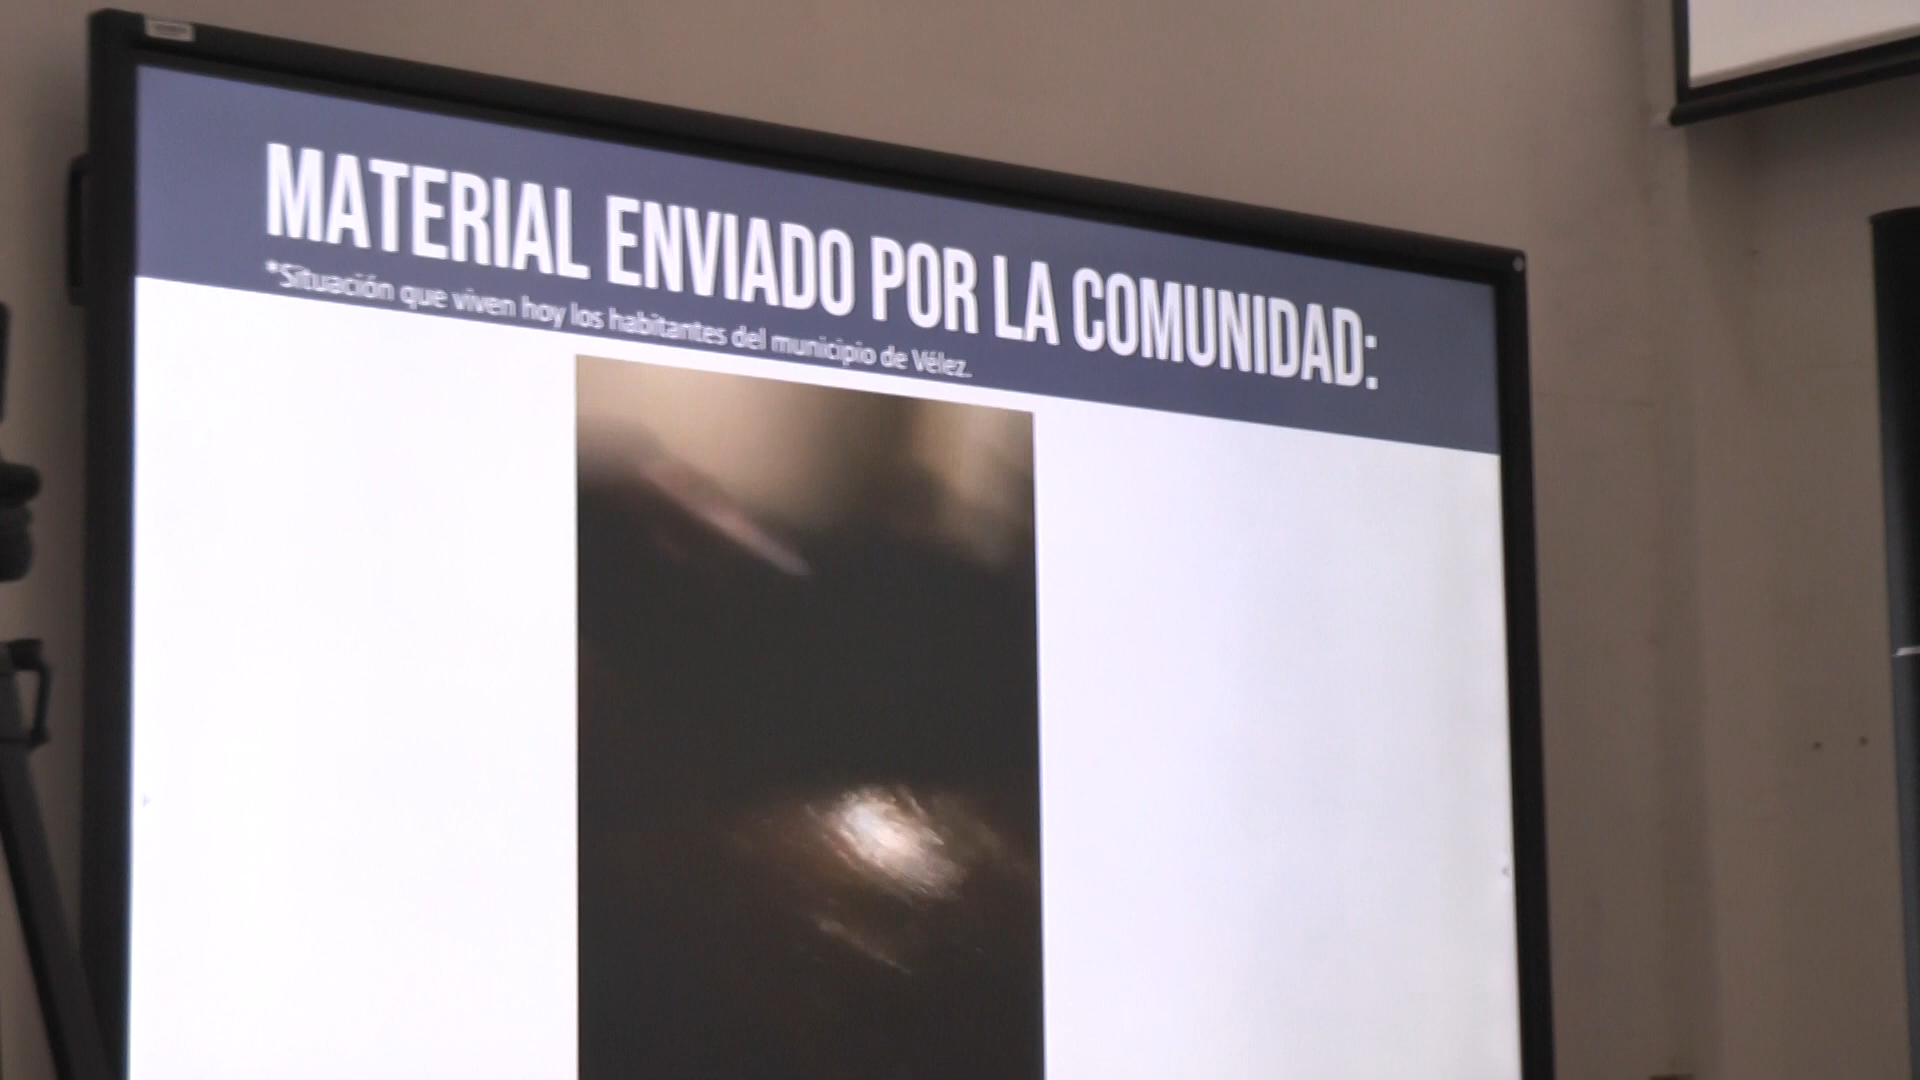 MATERIAL ENVIADO POR LA COMUNIDAD:
*Situación que viven hoy los habitantes del municipio de Vélez.